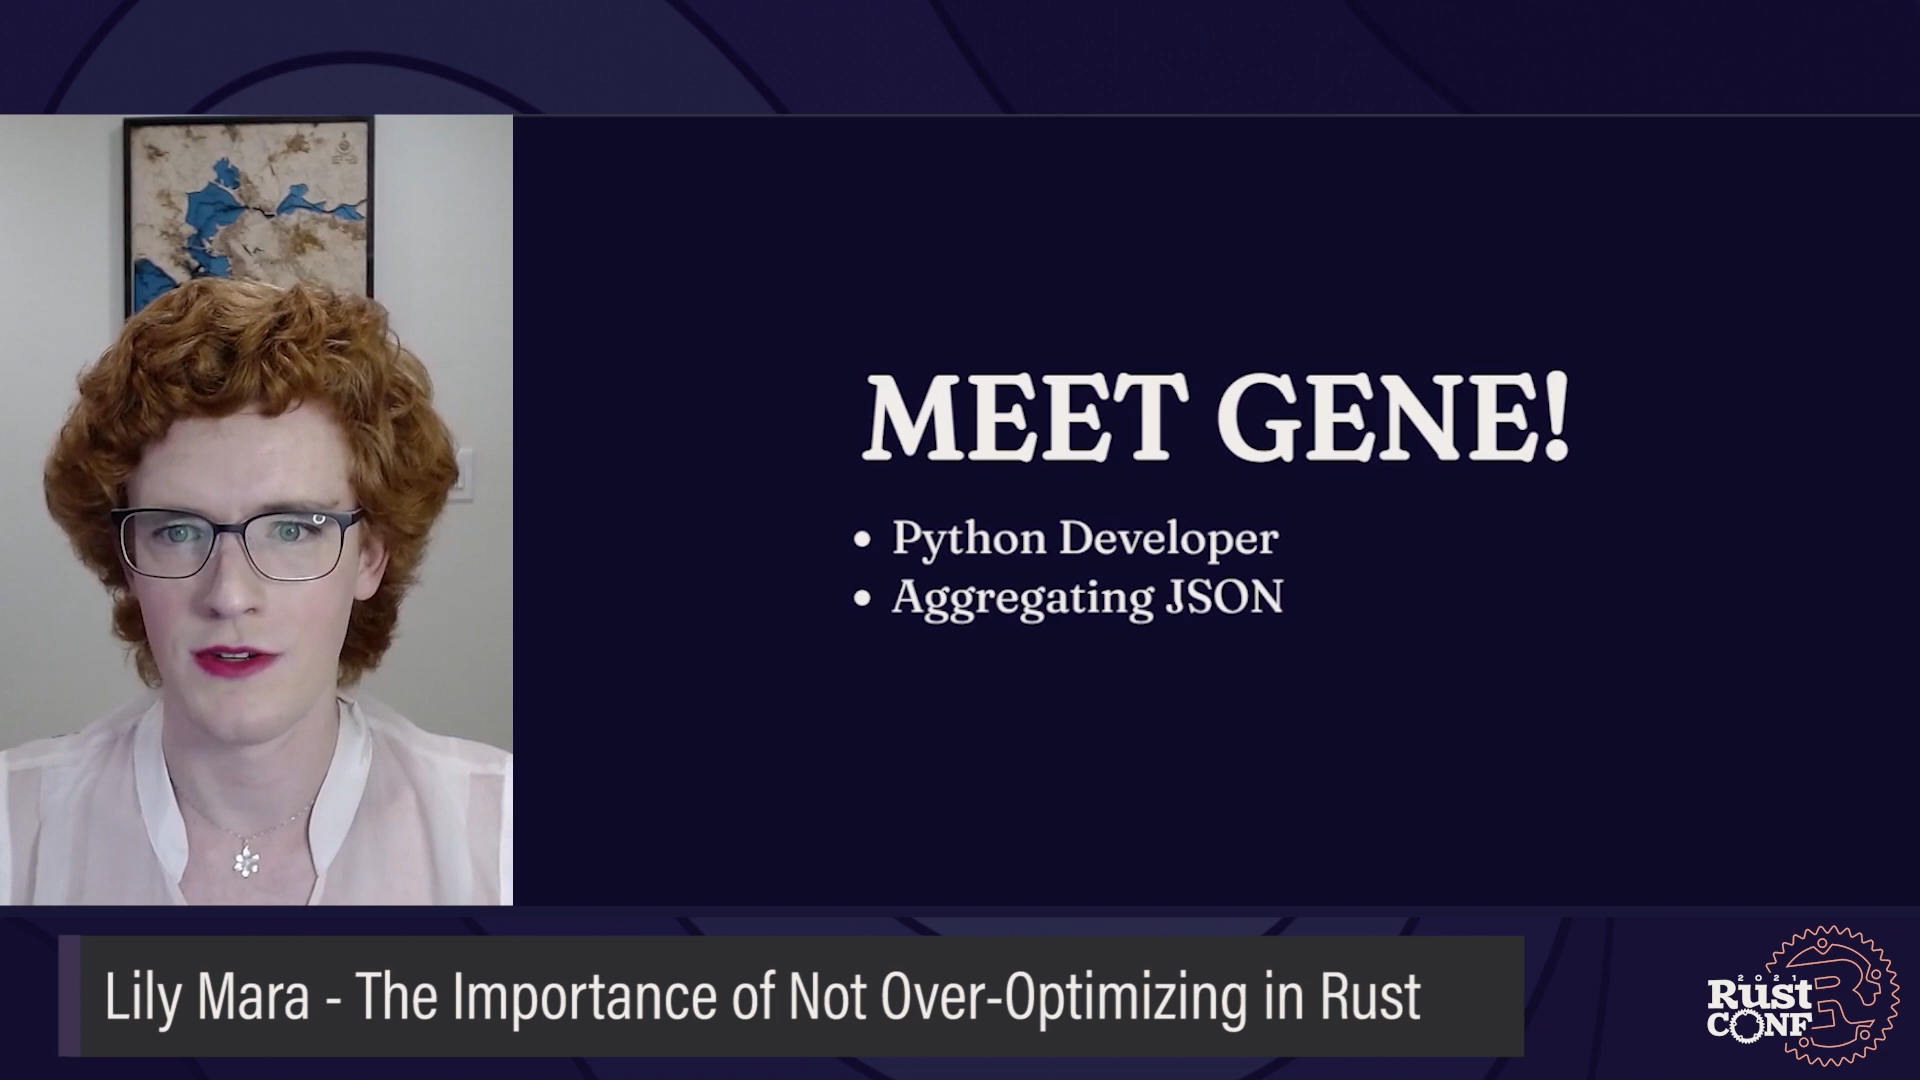 MEET GENE!
• Python Developer
• Aggregating JSON
Lily Mara - The Importance of Not Over-Optimizing in Rust
2021
Rust
CONF
R